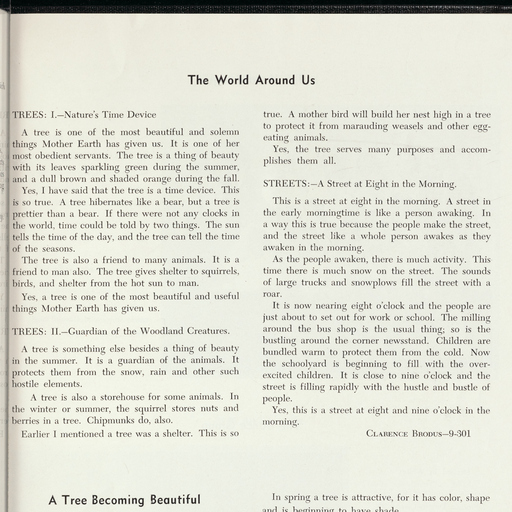 The World Around Us
TREES: I.—Nature's Time Device
A tree is one of the most beautiful and solemn
things Mother Earth has given us. It is one of her
most obedient servants. The tree is a thing of beauty
with its leaves sparkling green during the summer,
and a dull brown and shaded orange during the fall.
Yes, I have said that the tree is a time device. This
is so true. A tree hibernates like a bear, but a tree is
prettier than a bear. If there were not any clocks in
the world, time could be told by two things. The sun
tells the time of the day, and the tree can tell the time
of the seasons.
The tree is also a friend to many animals. It is a
friend to man also. The tree gives shelter to squirrels,
birds, and shelter from the hot sun to man.
Yes, a tree is one of the most beautiful and useful
things Mother Earth has given us.
TREES: II.—Guardian of the Woodland Creatures.
A tree is something else besides a thing of beauty
in the summer. It is a guardian of the animals. It
protects them from the snow, rain and other such
hostile elements.
A tree is also a storehouse for some animals. In
the winter or summer, the squirrel stores nuts and
berries in a tree. Chipmunks do, also.
Earlier I mentioned a tree was a shelter. This is so
true. A mother bird will build her nest high in a tree
to protect it from marauding weasels and other egg-
eating animals.
Yes, the tree serves many purposes and accom-
plishes them all.
STREETS:—A Street at Eight in the Morning.
This is a street at eight in the morning. A street in
the early morningtime is like a person awaking. In
a way this is true because the people make the street,
and the street like a whole person awakes as they
awaken in the morning.
As the people awaken, there is much activity. This
time there is much snow on the street. The sounds
of large trucks and snowplows fill the street with a
roar.
It is now nearing eight o'clock and the people are
just about to set out for work or school. The milling
around the bus shop is the usual thing; so is the
bustling around the corner newsstand. Children are
bundled warm to protect them from the cold. Now
the schoolyard is beginning to fill with the over-
excited children. It is close to nine o'clock and the
street is filling rapidly with the hustle and bustle of
people.
Yes, this is a street at eight and nine o'clock in the
morning.
CLARENCE BRODUS—9-301
A Tree Becoming Beautiful
In spring a tree is attractive, for it has color, shape
and is beginning to have shade.